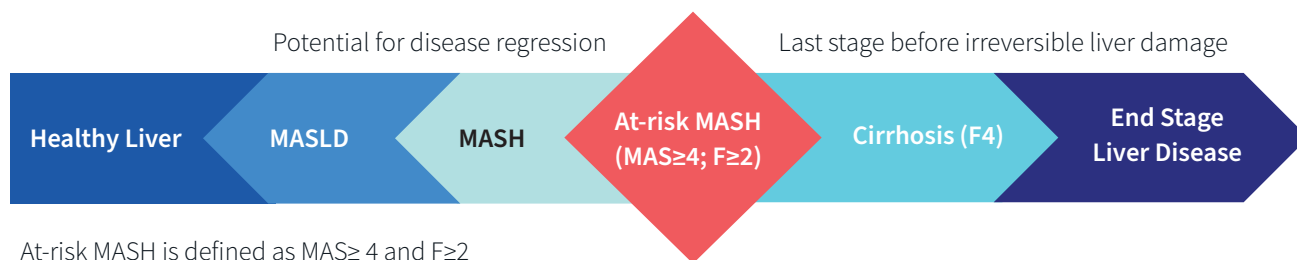 Potential for disease regression
Last stage before irreversible liver damage
Healthy Liver
MASLD
MASH
At-risk MASH
(MAS≥4; F≥2)
Cirrhosis (F4)
End Stage
Liver Disease
At-risk MASH is defined as MAS≥ 4 and F≥2